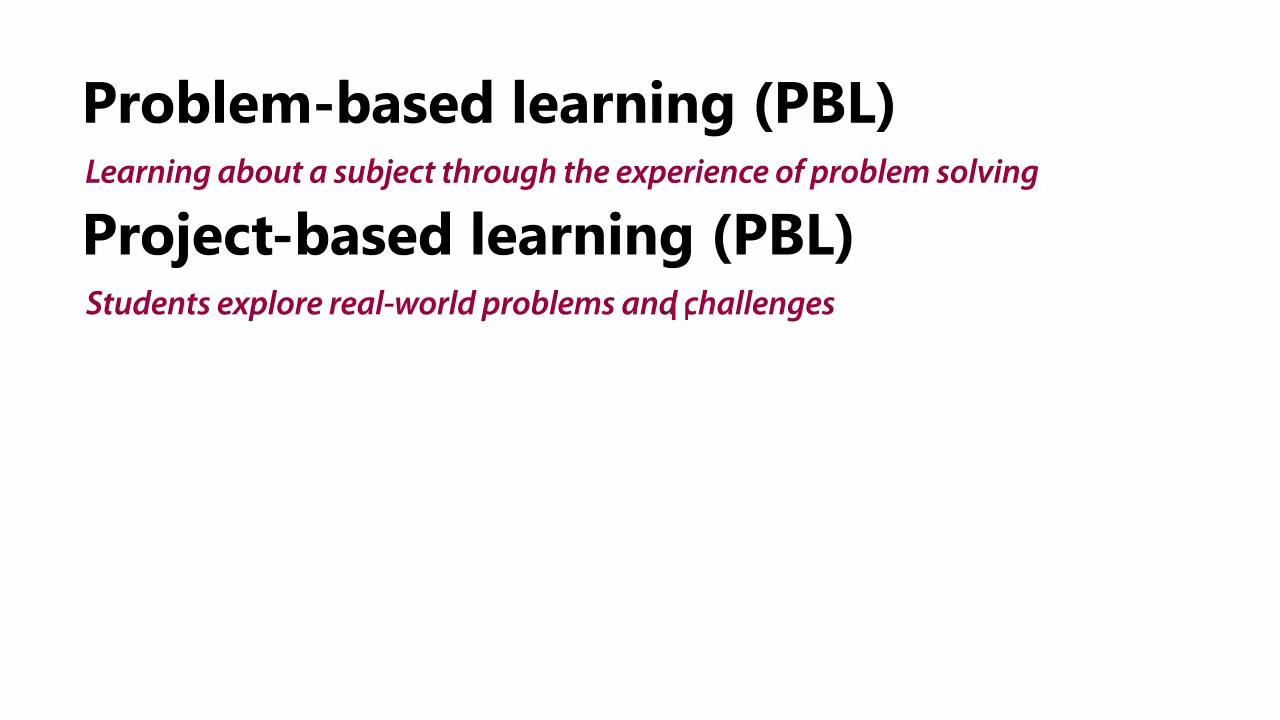 Problem-based learning (PBL)
Learning about a subject through the experience of problem solving
Project-based learning (PBL)
Students explore real-world problems and challenges